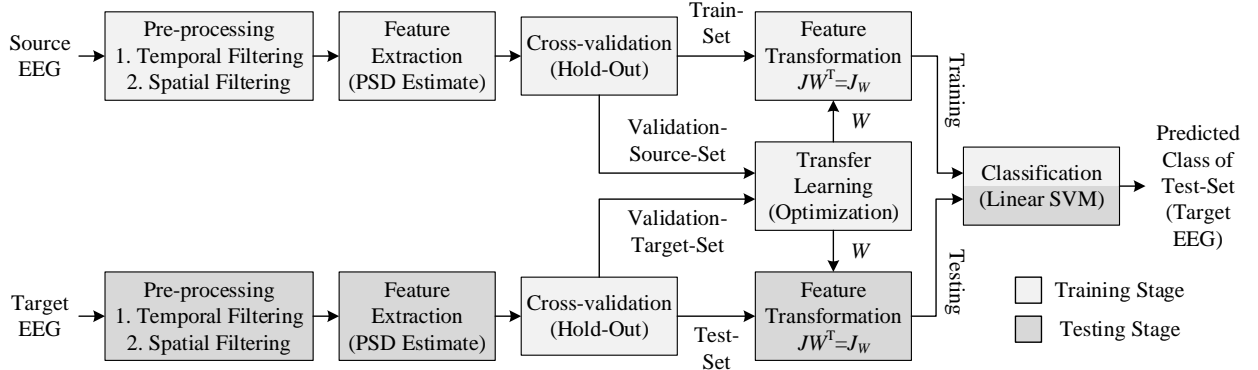 Source
EEG
Pre-processing
1. Temporal Filtering
2. Spatial Filtering
Feature
Extraction
(PSD Estimate)
Cross-validation
(Hold-Out)
Train-
Set
Feature
Transformation
JWᵀ=J_W
Training
Validation-
Source-Set
W
Transfer
Learning
(Optimization)
Validation-
Target-Set
W
Classification
(Linear SVM)
Predicted
Class of
Test-Set
(Target
EEG)
Target
EEG
Pre-processing
1. Temporal Filtering
2. Spatial Filtering
Feature
Extraction
(PSD Estimate)
Cross-validation
(Hold-Out)
Test-
Set
Feature
Transformation
JWᵀ=J_W
Testing
Training Stage
Testing Stage